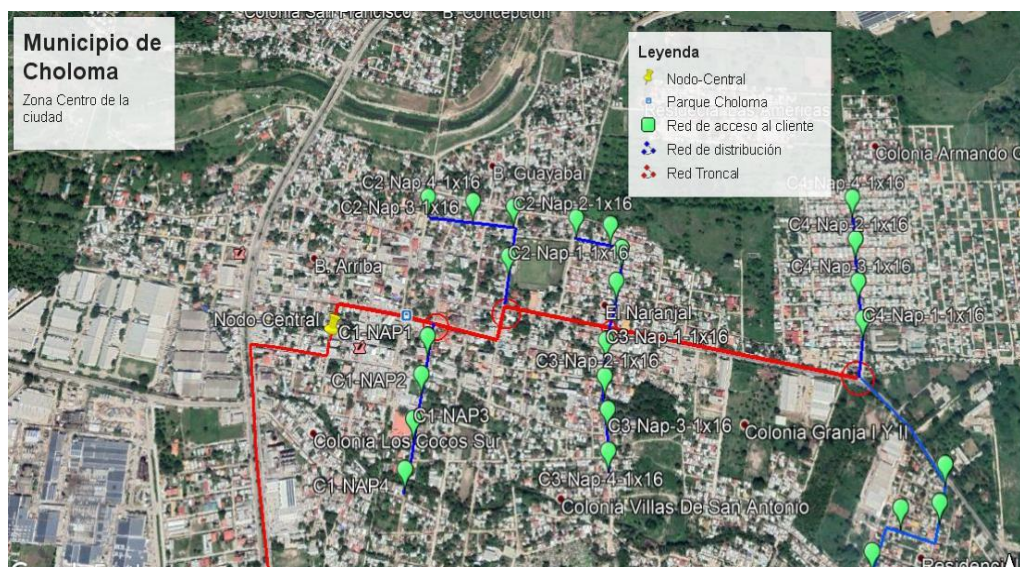 Municipio de
Choloma
Zona Centro de la
ciudad
Leyenda
Nodo-Central
Parque Choloma
Red de acceso al cliente
Red de distribución
Red Troncal
Colonia San Francisco
B. Concepción
Colonia Armando
B. Guayabal
C2-Nap-4-1x16
C2-Nap-3-1x16
C2-Nap-2-1x16
C2-Nap-1-1x16
C4-Nap-4-1x16
C4-Nap-2-1x16
C4-Nap-3-1x16
C4-Nap-1-1x16
B. Arriba
Nodo-Central
El Naranjal
C1-NAP1
C3-Nap-1-1x16
C3-Nap-2-1x16
C1-NAP2
C1-NAP3
C3-Nap-3-1x16
Colonia Granja I Y II
Colonia Los Cocos Sur
C1-NAP4
C3-Nap-4-1x16
Colonia Villas De San Antonio